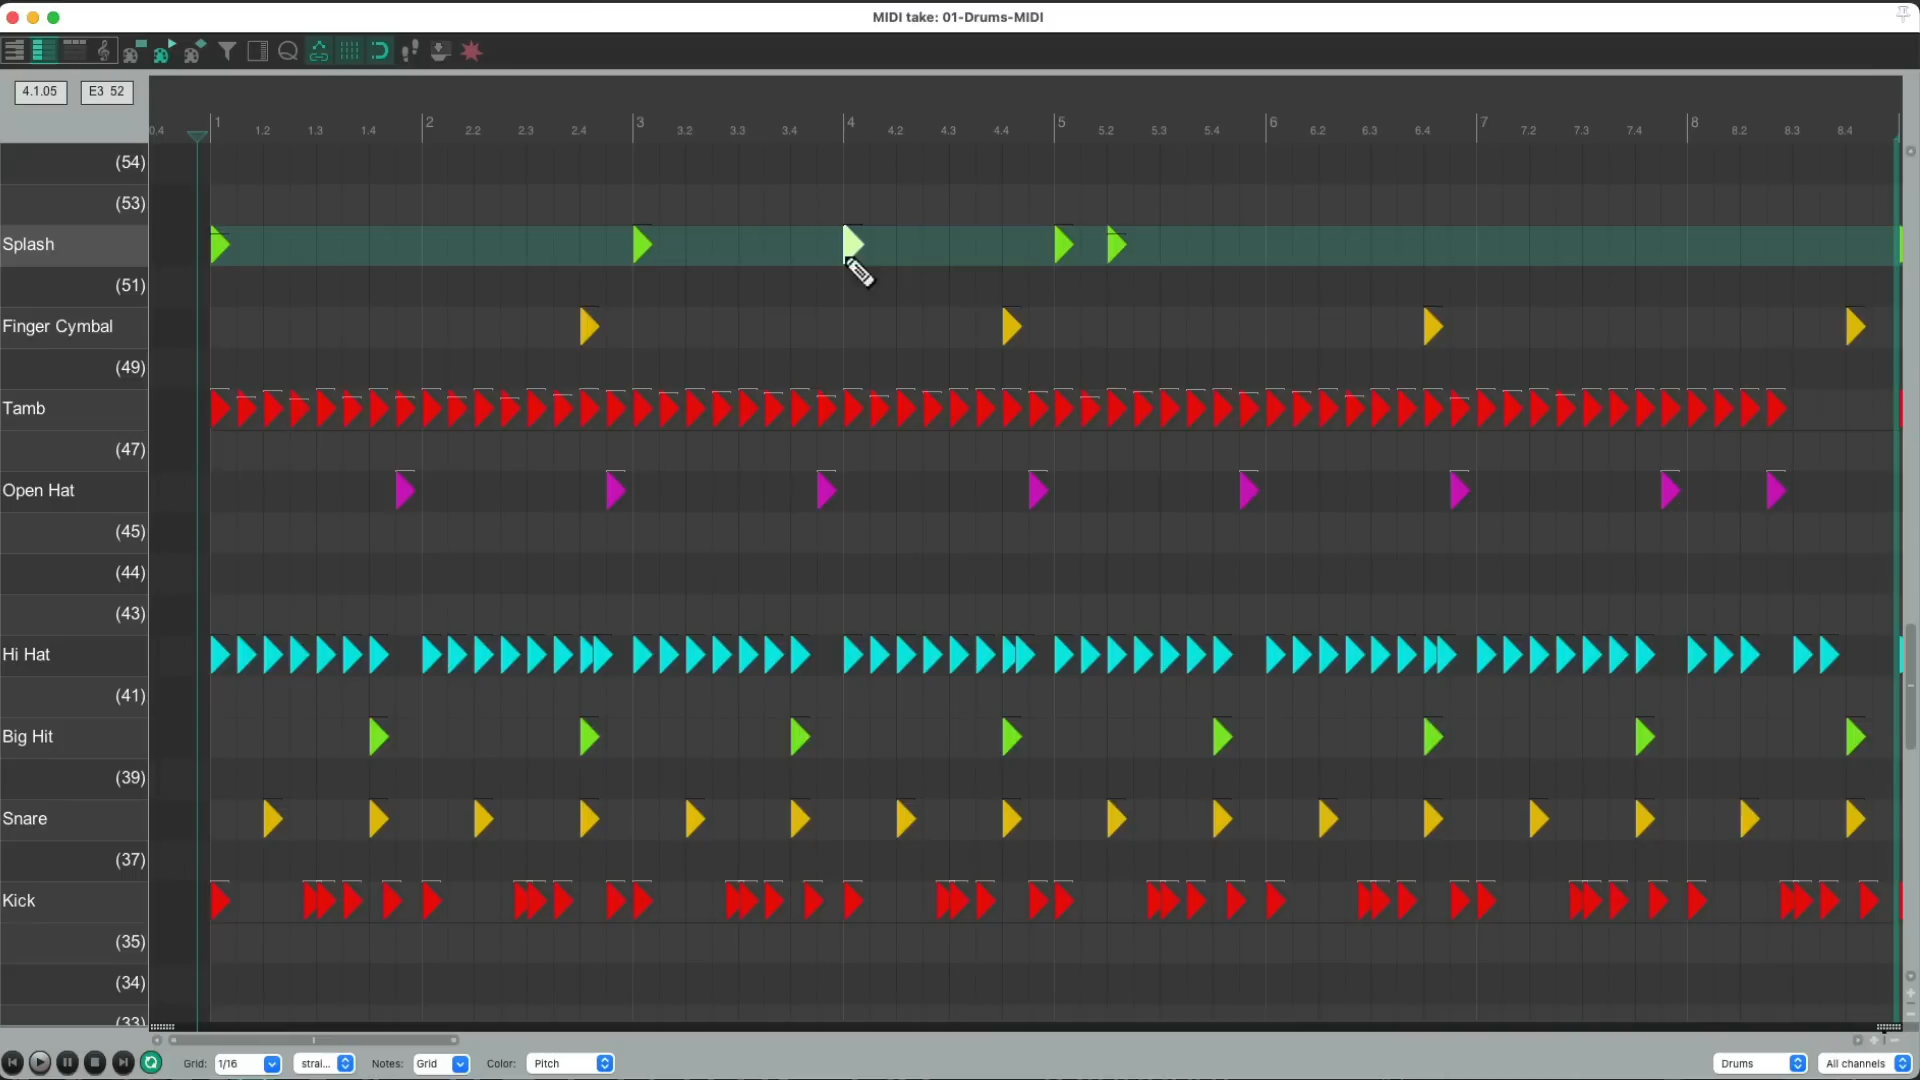 MIDI take: 01-Drums-MIDI
4.1.05 E3 52
0.4 1 1.2 1.3 1.4 2 2.2 2.3 2.4 3 3.2 3.3 3.4 4 4.2 4.3 4.4 5 5.2 5.3 5.4 6 6.2 6.3 6.4 7 7.2 7.3 7.4 8 8.2 8.3 8.4
(54)
(53)
Splash
(51)
Finger Cymbal
(49)
Tamb
(47)
Open Hat
(45)
(44)
(43)
Hi Hat
(41)
Big Hit
(39)
Snare
(37)
Kick
(35)
(34)
(33)
Grid: 1/16 strai... Notes: Grid Color: Pitch Drums All channels